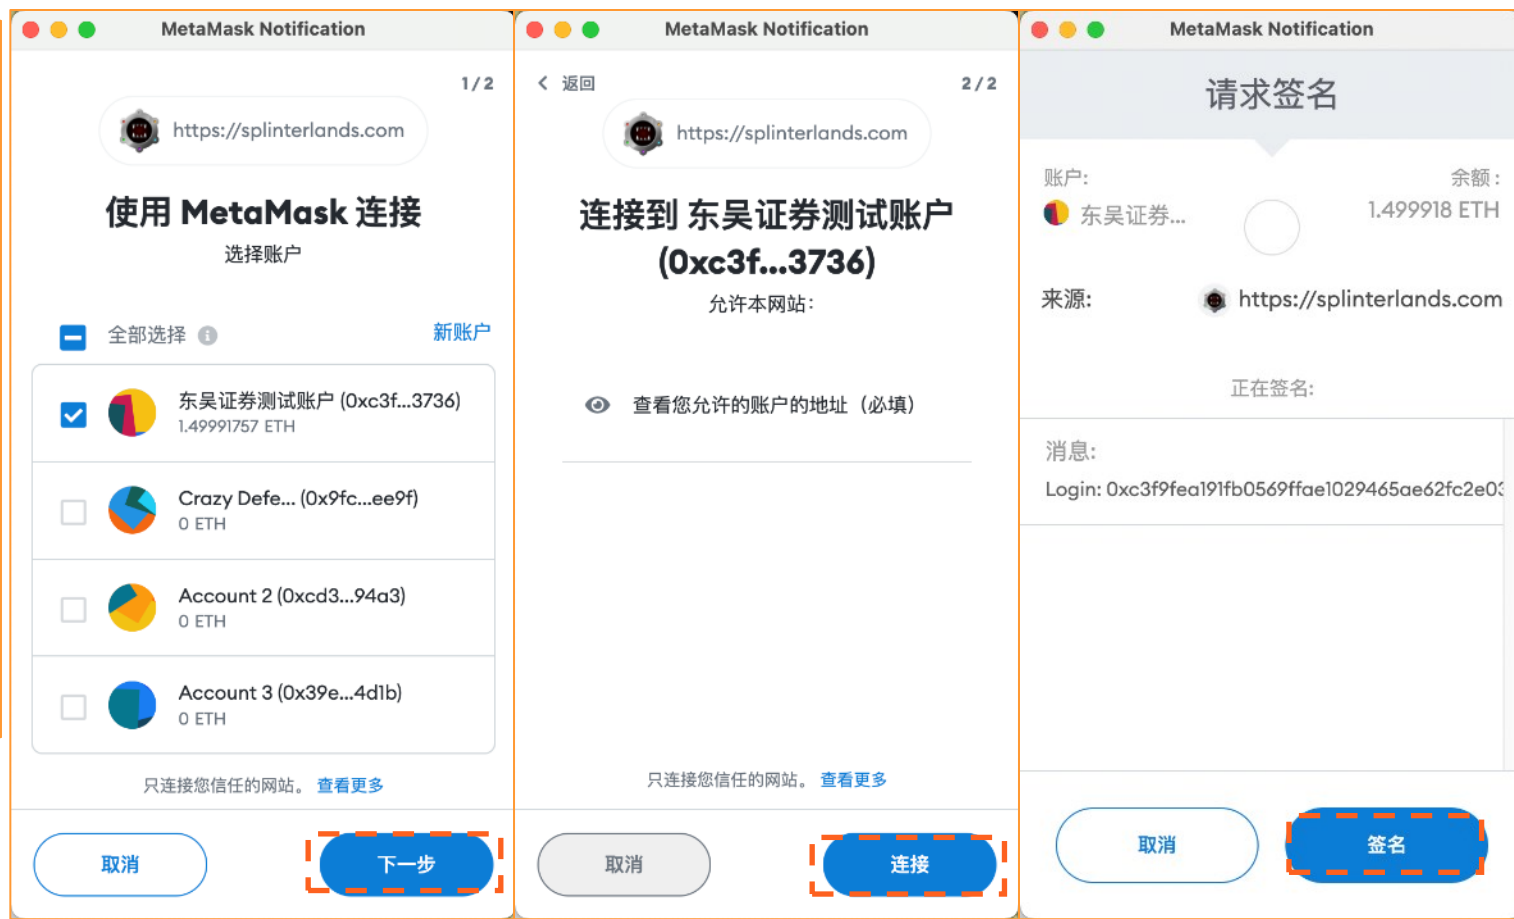 MetaMask Notification
1/2
https://splinterlands.com
使用 MetaMask 连接
选择账户
全部选择
新账户
东吴证券测试账户 (0xc3f...3736)
1.49991757 ETH
Crazy Defe... (0x9fc...ee9f)
0 ETH
Account 2 (0xcd3...94a3)
0 ETH
Account 3 (0x39e...4d1b)
0 ETH
只连接您信任的网站。 查看更多
取消
下一步
MetaMask Notification
返回
2/2
https://splinterlands.com
连接到 东吴证券测试账户
(0xc3f...3736)
允许本网站:
查看您允许的账户的地址（必填）
只连接您信任的网站。 查看更多
取消
连接
MetaMask Notification
请求签名
账户:
余额:
东吴证券...
1.499918 ETH
来源:
https://splinterlands.com
正在签名:
消息:
Login: 0xc3f9fea191fb0569ffae1029465ae62fc2e03
取消
签名